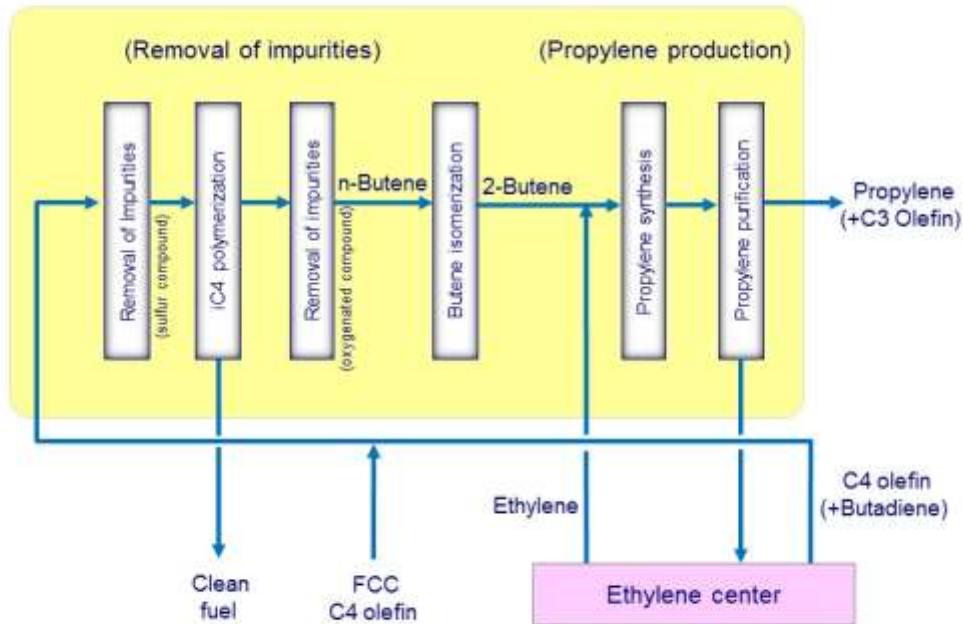 (Removal of impurities)
(Propylene production)
Removal of impurities
(sulfur compound)
iC4 polymerization
Removal of impurities
(oxygenated compound)
n-Butene
Butene isomerization
2-Butene
Propylene synthesis
Propylene purification
Propylene
(+C3 Olefin)
Clean
fuel
FCC
C4 olefin
Ethylene
C4 olefin
(+Butadiene)
Ethylene center